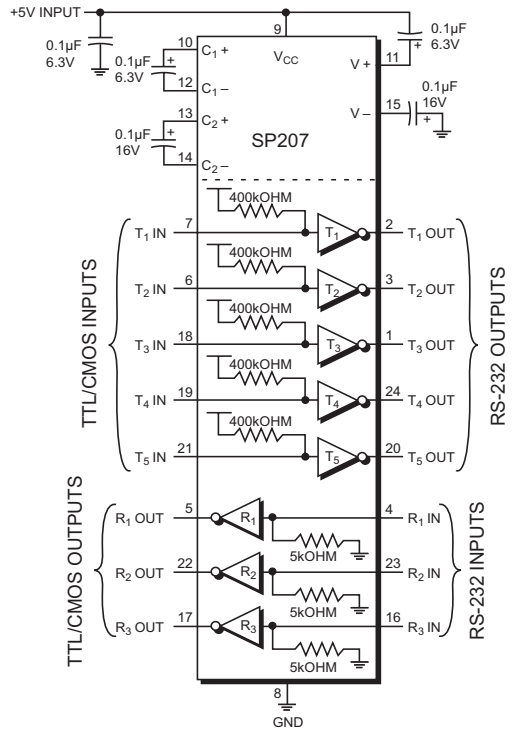 +5V INPUT
0.1µF
6.3V
0.1µF
6.3V
10
C1 +
12
C1 –
13
C2 +
0.1µF
16V
14
C2 –
9
VCC
V +
11
0.1µF
6.3V
V –
15
0.1µF
16V
SP207
TTL/CMOS INPUTS
RS-232 OUTPUTS
400kOHM
T1 IN 7 T1 2 T1 OUT
400kOHM
T2 IN 6 T2 3 T2 OUT
400kOHM
T3 IN 18 T3 1 T3 OUT
400kOHM
T4 IN 19 T4 24 T4 OUT
400kOHM
T5 IN 21 T5 20 T5 OUT
TTL/CMOS OUTPUTS
RS-232 INPUTS
R1 OUT 5 R1 4 R1 IN
5kOHM
R2 OUT 22 R2 23 R2 IN
5kOHM
R3 OUT 17 R3 16 R3 IN
5kOHM
8
GND